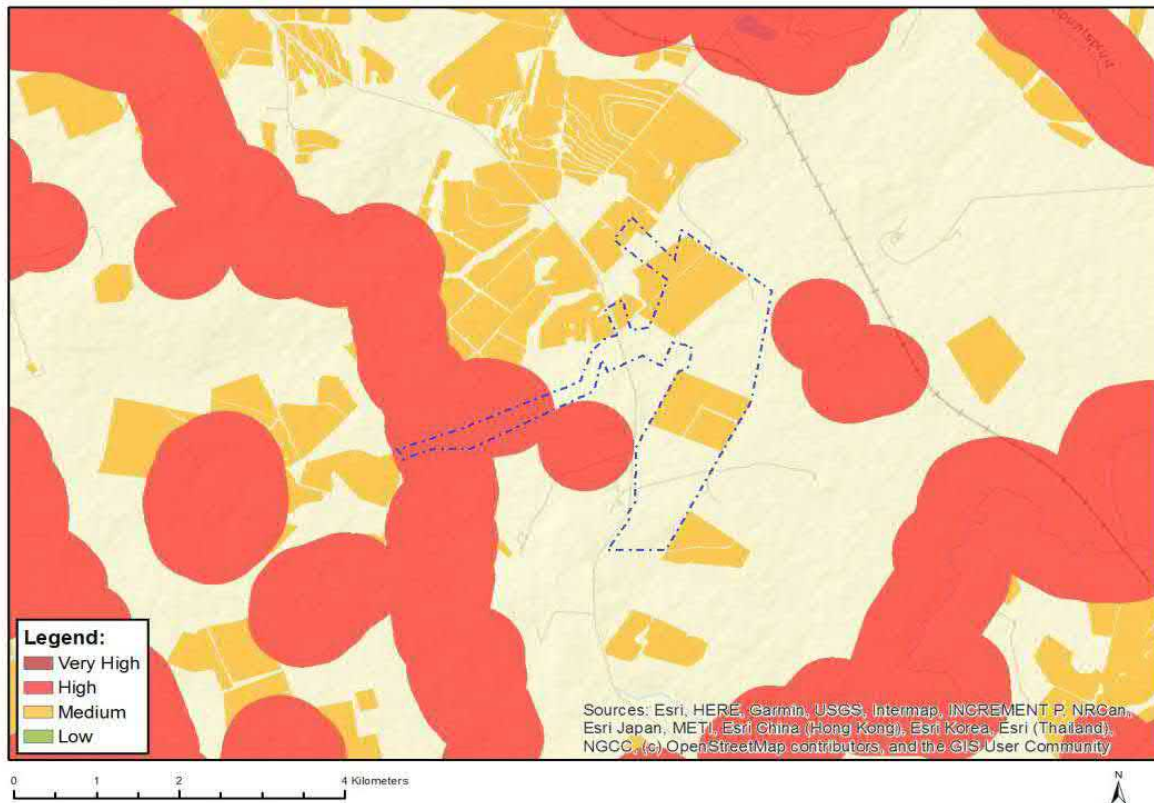 Legend:
Very High
High
Medium
Low
Sources: Esri, HERE, Garmin, USGS, Intermap, INCREMENT P, NRCan,
Esri Japan, METI, Esri China (Hong Kong), Esri Korea, Esri (Thailand),
NGCC, (c) OpenStreetMap contributors, and the GIS User Community
0 1 2 4 Kilometers
N